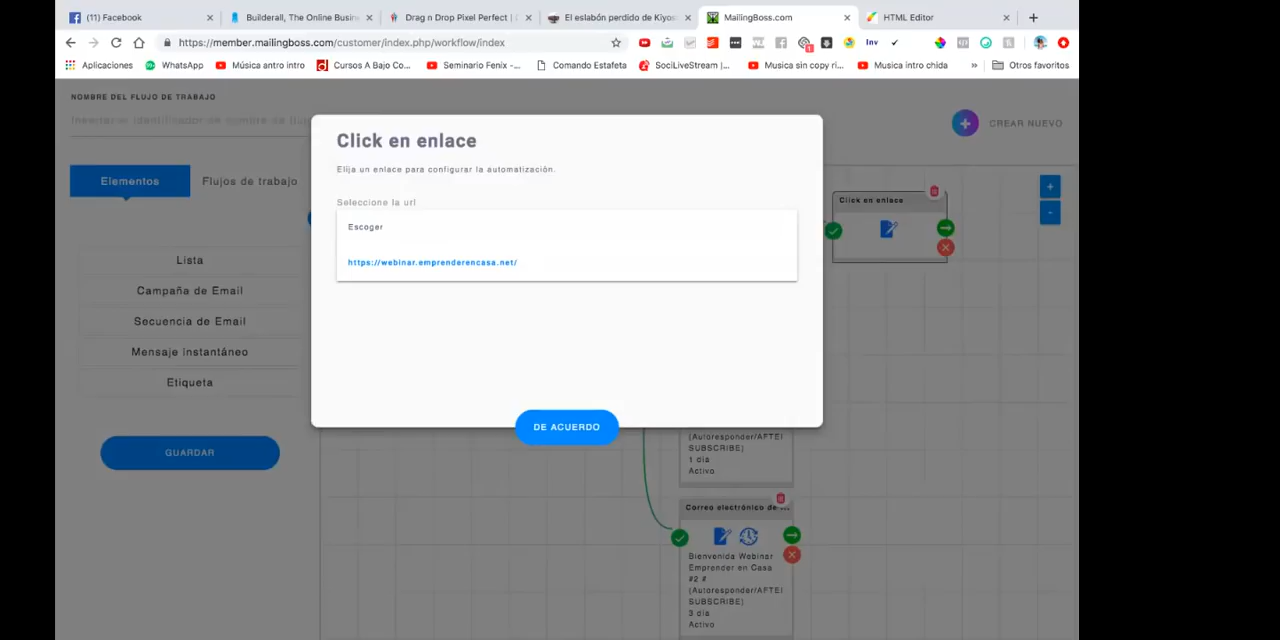 (11) Facebook
Builderall, The Online Busin
Drag n Drop Pixel Perfect | (
El eslabón perdido de Kiyos
MailingBoss.com
HTML Editor
https://member.mailingboss.com/customer/index.php/workflow/index
Inv
Aplicaciones
WhatsApp
Música antro intro
Cursos A Bajo Co...
Seminario Fenix -...
Comando Estafeta
SociLiveStream |...
Musica sin copy ri...
Musica intro chida
»
Otros favoritos
NOMBRE DEL FLUJO DE TRABAJO
CREAR NUEVO
Elementos
Flujos de trabajo
Lista
Campaña de Email
Secuencia de Email
Mensaje instantáneo
Etiqueta
GUARDAR
Click en enlace
Elija un enlace para configurar la automatización.
Seleccione la url
Escoger
https://webinar.emprenderencasa.net/
DE ACUERDO
Click en enlace
+
-
(Autoresponder/AFTEI
SUBSCRIBE)
1 día
Activo
Correo electrónico de ...
Bienvenida Webinar
Emprender en Casa
#2 #
(Autoresponder/AFTEI
SUBSCRIBE)
3 día
Activo